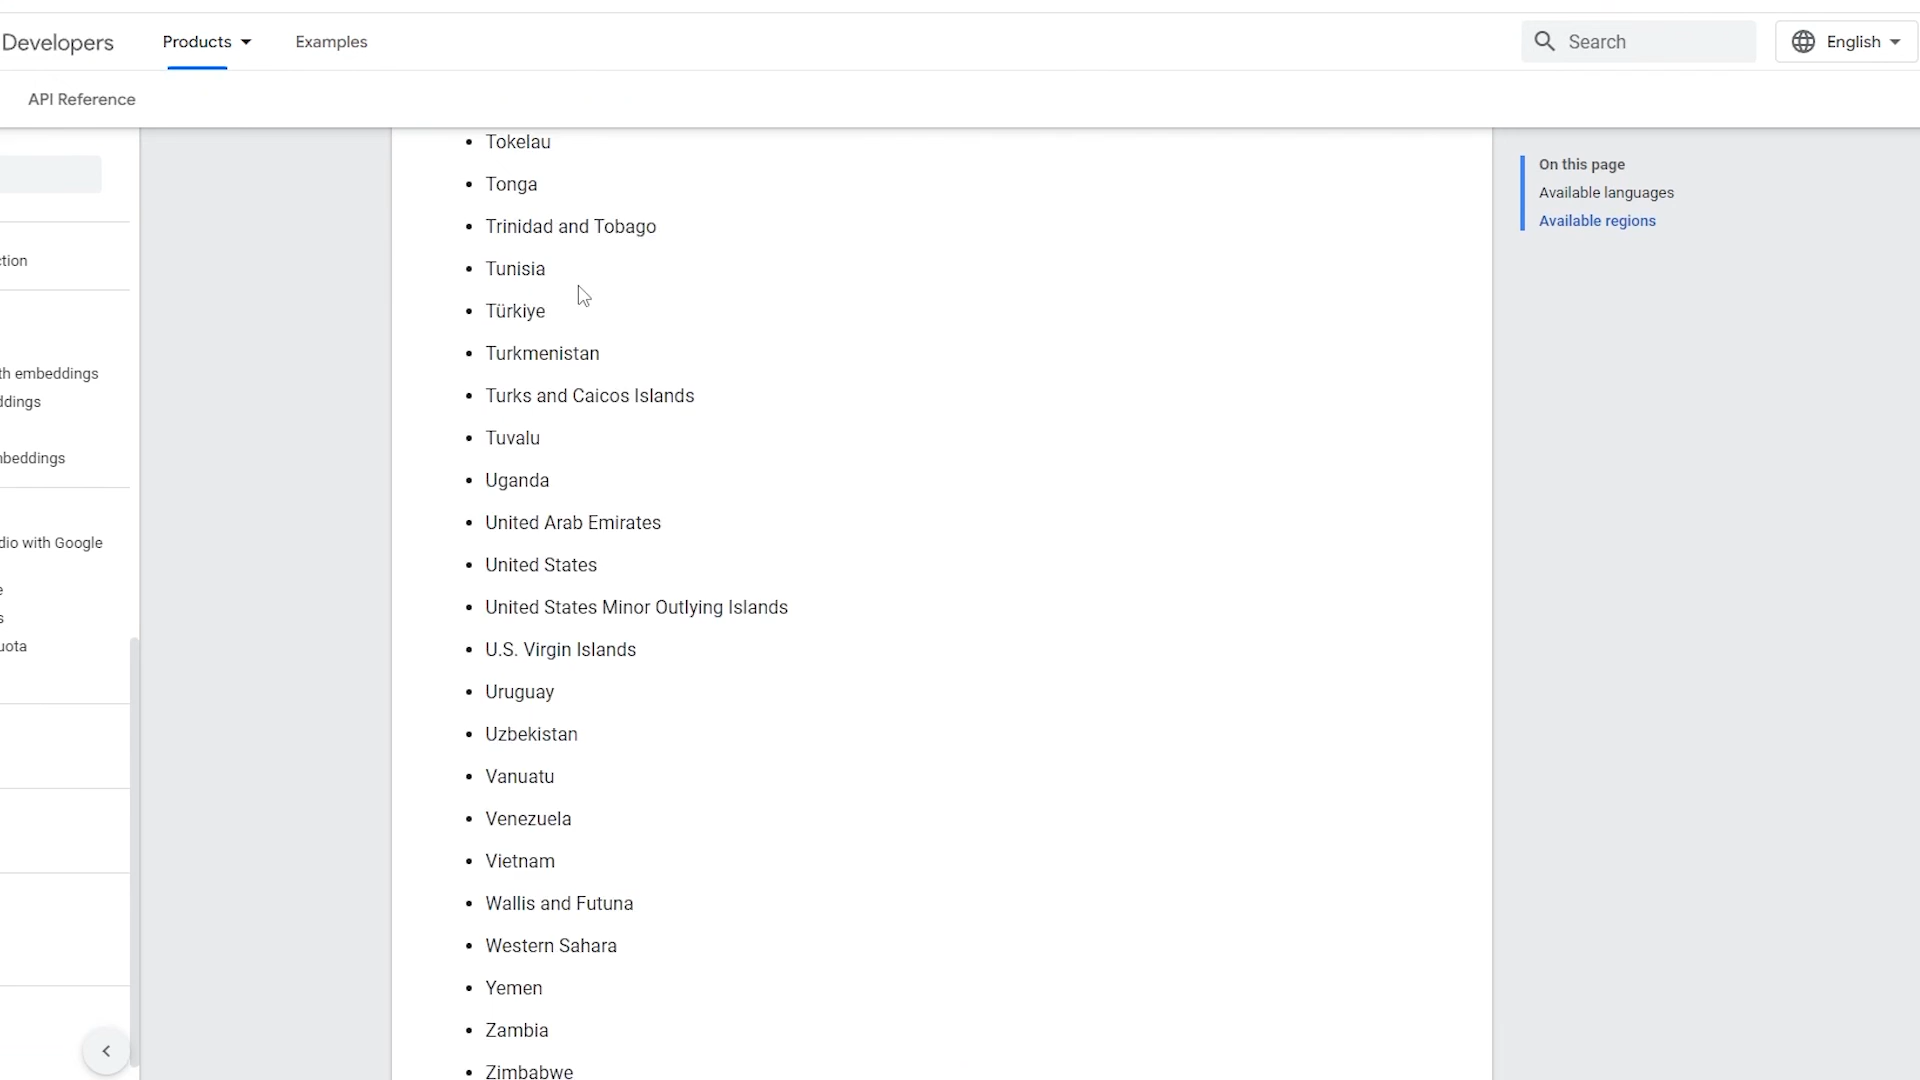 Developers
Products
Examples
Search
English
API Reference
tion
th embeddings
ddings
beddings
dio with Google
e
s
uota
Tokelau
Tonga
Trinidad and Tobago
Tunisia
Türkiye
Turkmenistan
Turks and Caicos Islands
Tuvalu
Uganda
United Arab Emirates
United States
United States Minor Outlying Islands
U.S. Virgin Islands
Uruguay
Uzbekistan
Vanuatu
Venezuela
Vietnam
Wallis and Futuna
Western Sahara
Yemen
Zambia
Zimbabwe
On this page
Available languages
Available regions